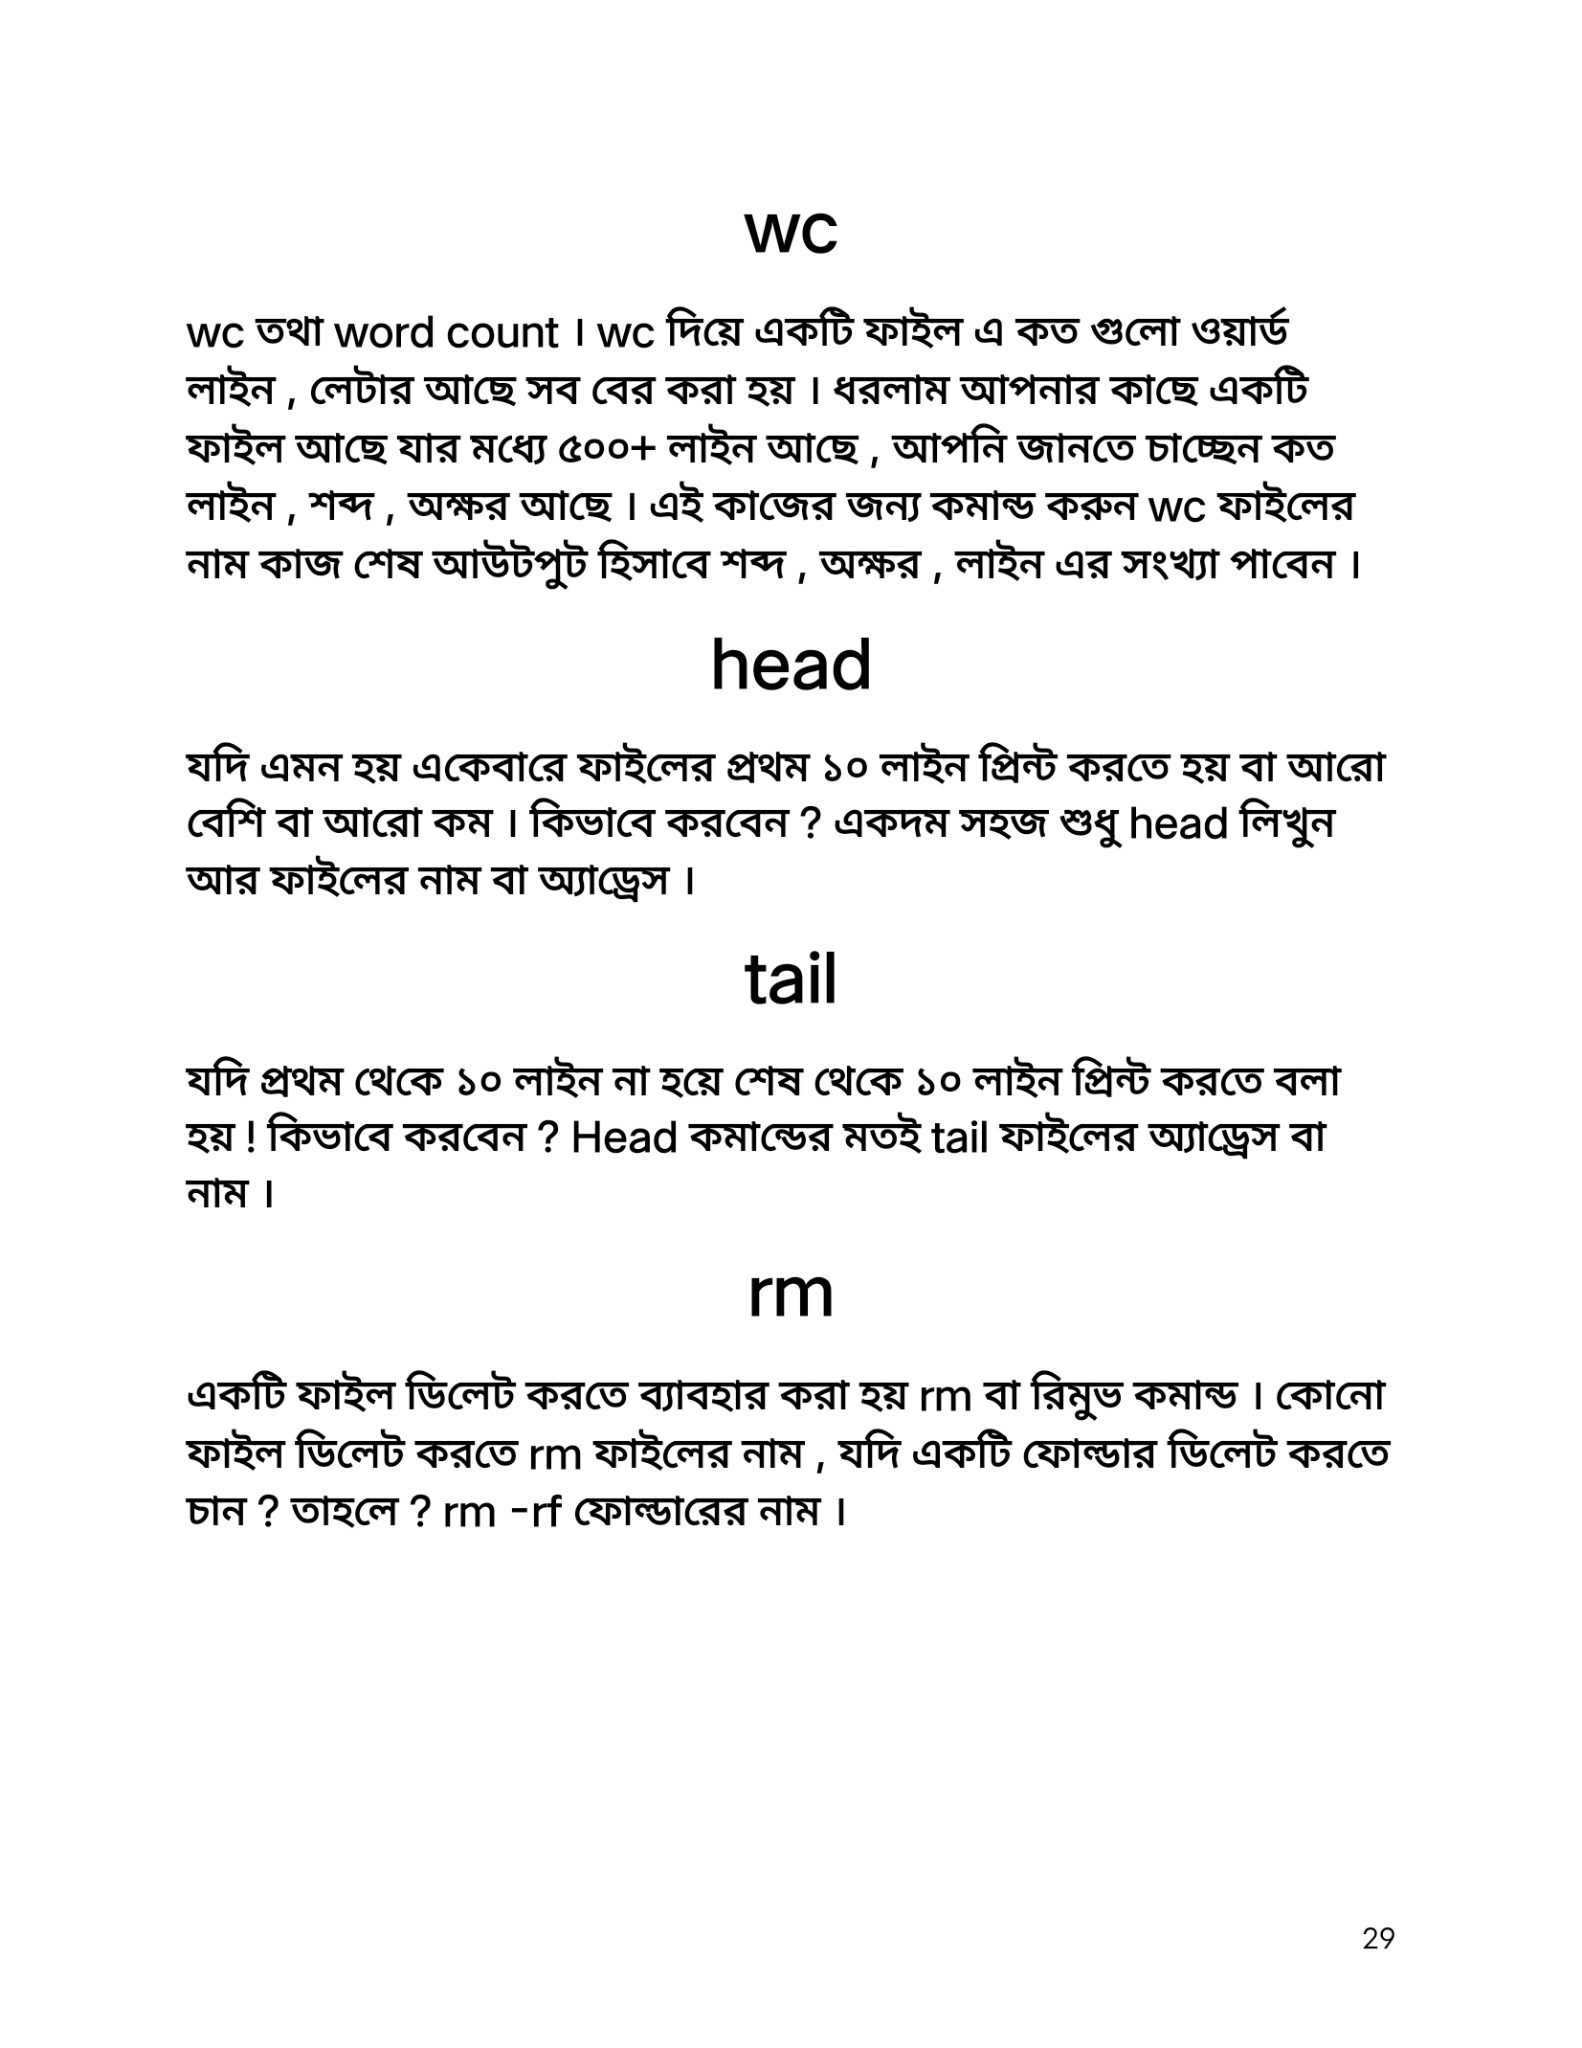 wc
wc তথা word count । wc দিয়ে একটি ফাইল এ কত গুলো ওয়ার্ড
লাইন , লেটার আছে সব বের করা হয় । ধরলাম আপনার কাছে একটি
ফাইল আছে যার মধ্যে ৫০০+ লাইন আছে , আপনি জানতে চাচ্ছেন কত
লাইন , শব্দ , অক্ষর আছে । এই কাজের জন্য কমান্ড করুন wc ফাইলের
নাম কাজ শেষ আউটপুট হিসাবে শব্দ , অক্ষর , লাইন এর সংখ্যা পাবেন ।
head
যদি এমন হয় একেবারে ফাইলের প্রথম ১০ লাইন প্রিন্ট করতে হয় বা আরো
বেশি বা আরো কম । কিভাবে করবেন ? একদম সহজ শুধু head লিখুন
আর ফাইলের নাম বা অ্যাড্রেস ।
tail
যদি প্রথম থেকে ১০ লাইন না হয়ে শেষ থেকে ১০ লাইন প্রিন্ট করতে বলা
হয় ! কিভাবে করবেন ? Head কমান্ডের মতই tail ফাইলের অ্যাড্রেস বা
নাম ।
rm
একটি ফাইল ডিলেট করতে ব্যাবহার করা হয় rm বা রিমুভ কমান্ড । কোনো
ফাইল ডিলেট করতে rm ফাইলের নাম , যদি একটি ফোল্ডার ডিলেট করতে
চান ? তাহলে ? rm -rf ফোল্ডারের নাম ।
29